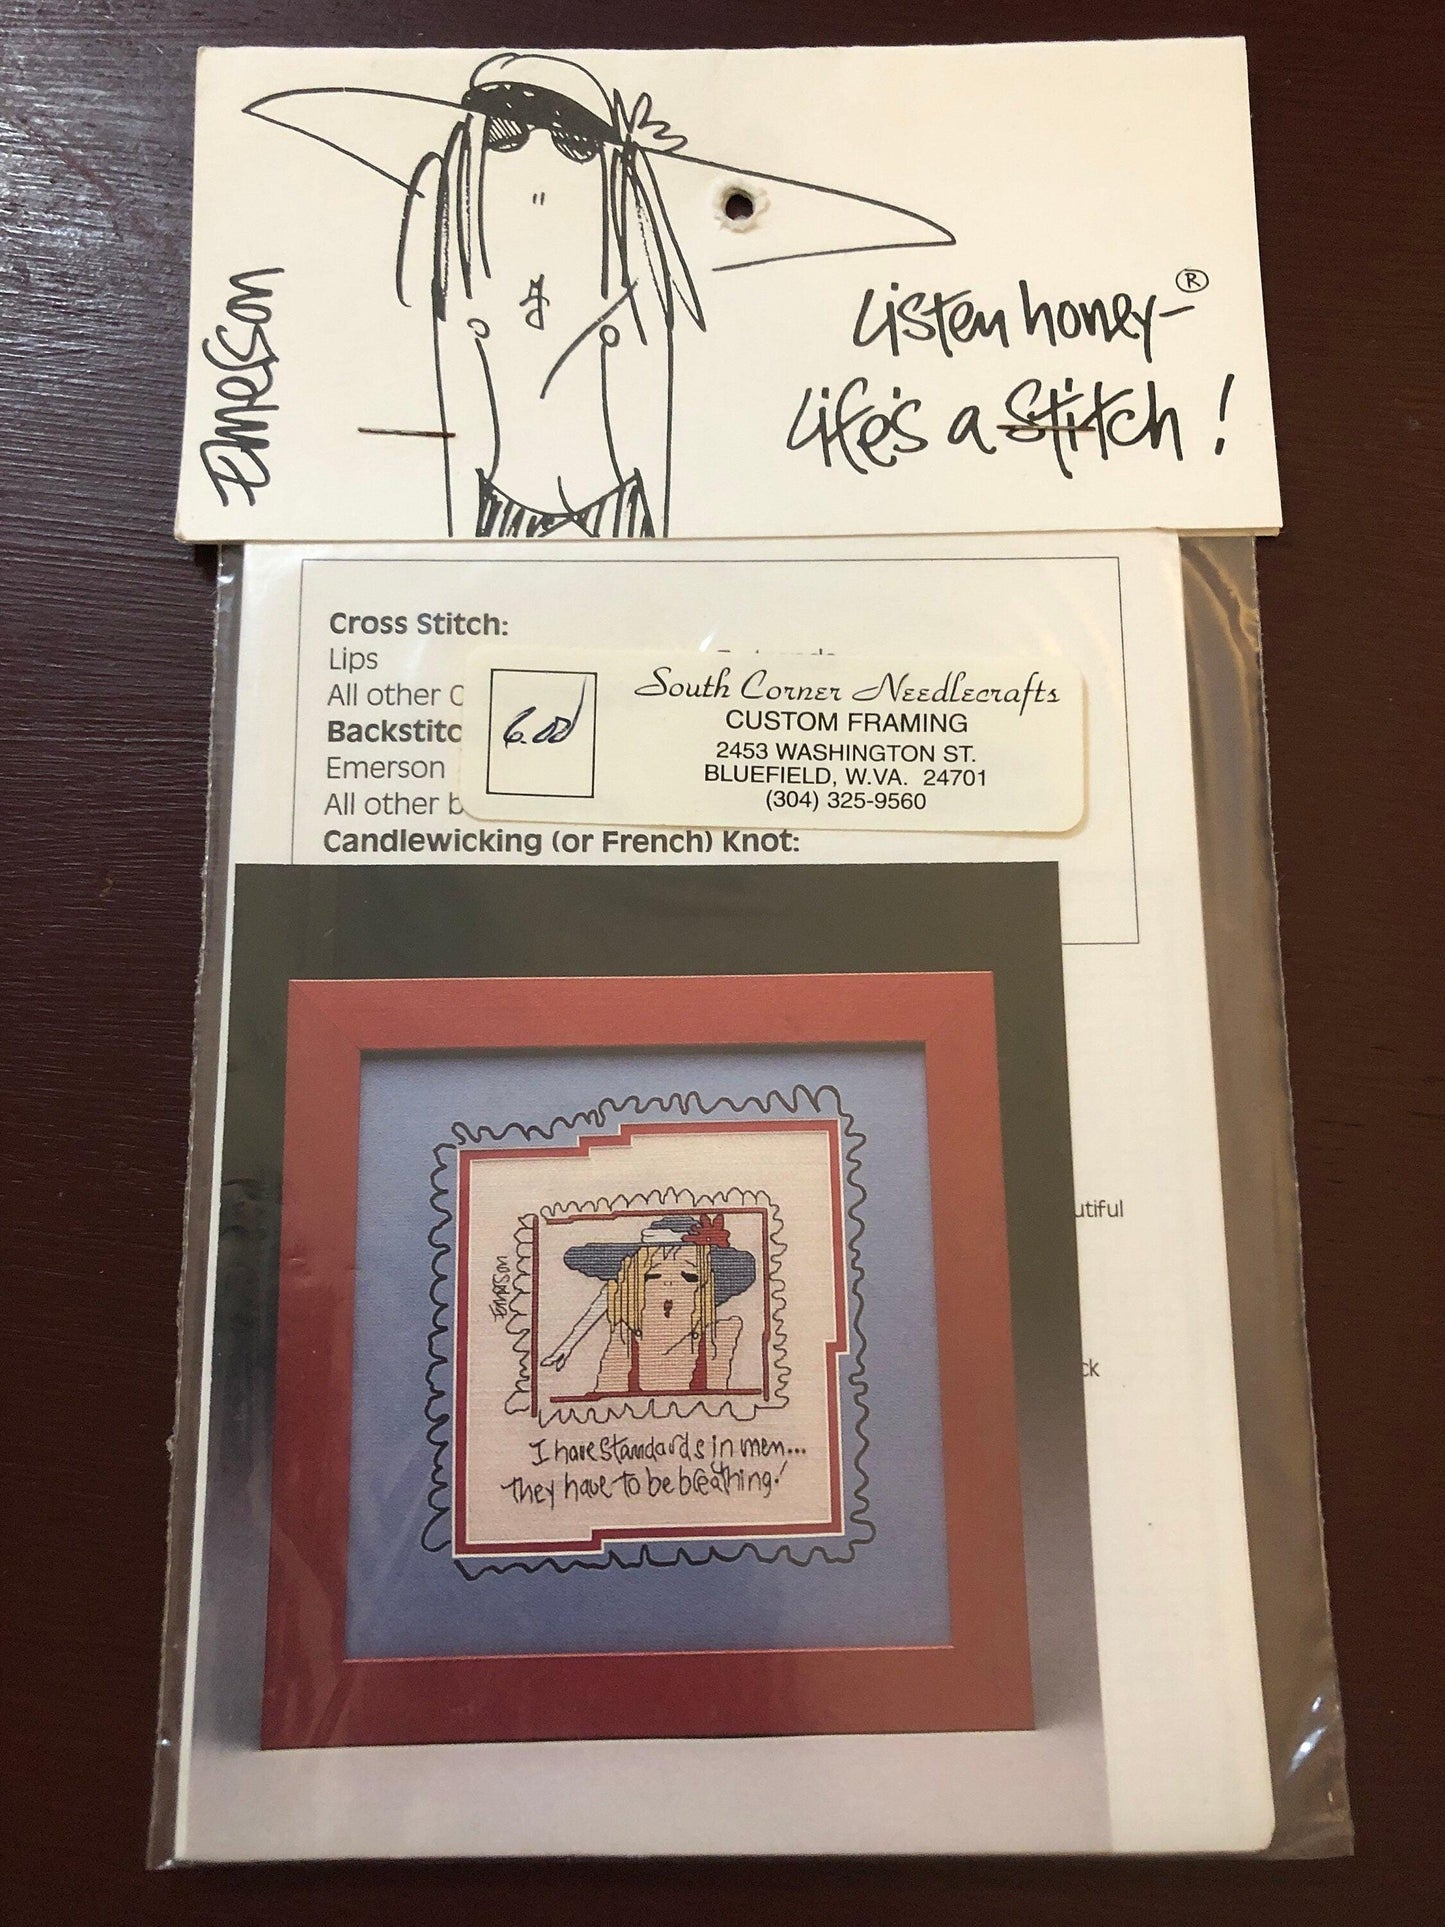 Emerson
Listen honey-®
Life's a Stitch!
Cross Stitch:
Lips
All other
Backstitc
Emerson
All other b
Candlewicking (or French) Knot:
6.00
South Corner Needlecrafts
CUSTOM FRAMING
2453 WASHINGTON ST.
BLUEFIELD, W.VA. 24701
(304) 325-9560
utiful
ck
Emerson
I have standards in men...
they have to be breathing!